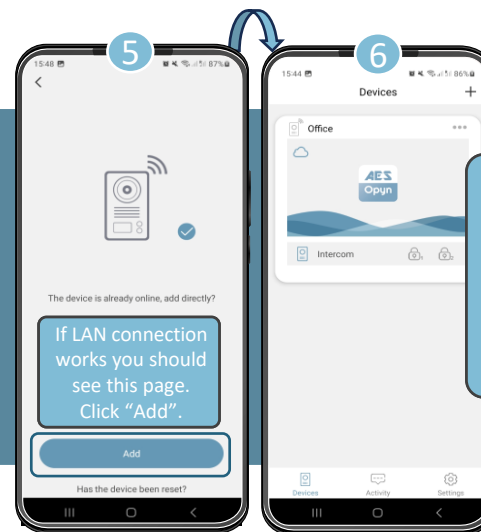 5
15:48 87%
The device is already online, add directly?
If LAN connection
works you should
see this page.
Click “Add”.
Add
Has the device been reset?
6
15:44 86%
Devices +
Office
AES
Opyn
Intercom 1 2
Devices Activity Settings